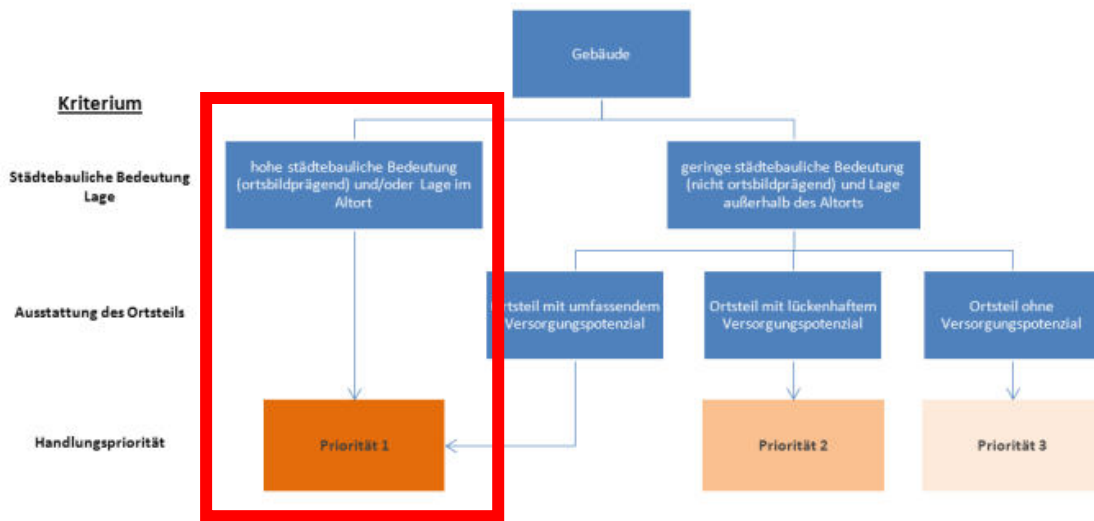 Gebäude
Kriterium
Städtebauliche Bedeutung
Lage
hohe städtebauliche Bedeutung
(ortsbildprägend) und/oder Lage im
Altort
geringe städtebauliche Bedeutung
(nicht ortsbildprägend) und Lage
außerhalb des Altorts
Ausstattung des Ortsteils
Ortsteil mit umfassendem
Versorgungspotenzial
Ortsteil mit lückenhaftem
Versorgungspotenzial
Ortsteil ohne
Versorgungspotenzial
Handlungspriorität
Priorität 1
Priorität 2
Priorität 3